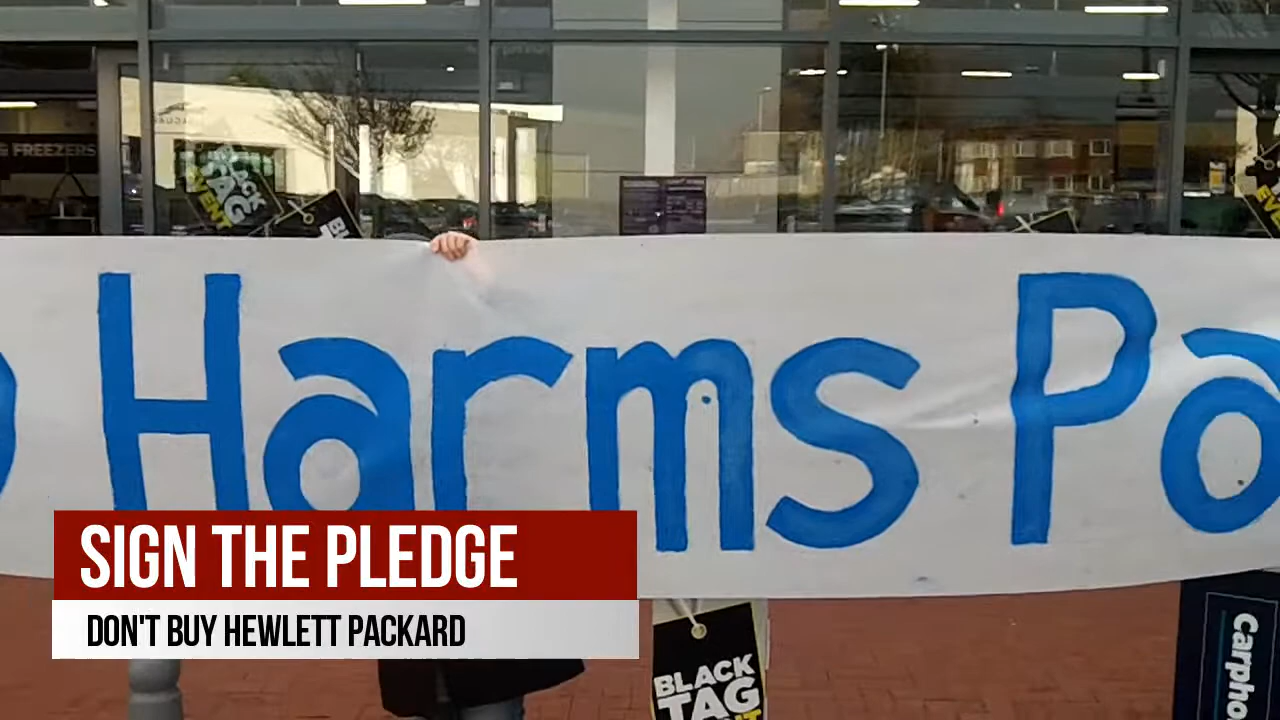 & FREEZERS
BLACK
TAG
EVENT
Harms Pa
SIGN THE PLEDGE
DON'T BUY HEWLETT PACKARD
BLACK
TAG
Carpho